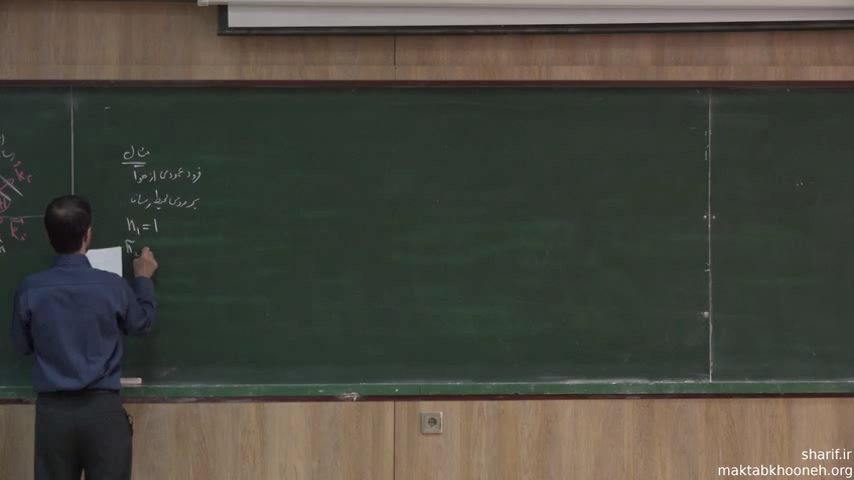 مثال
فرود عمودی از هوا
بر روی محیط رسانا
n₁ = 1
ñ
sharif.ir
maktabkhooneh.org